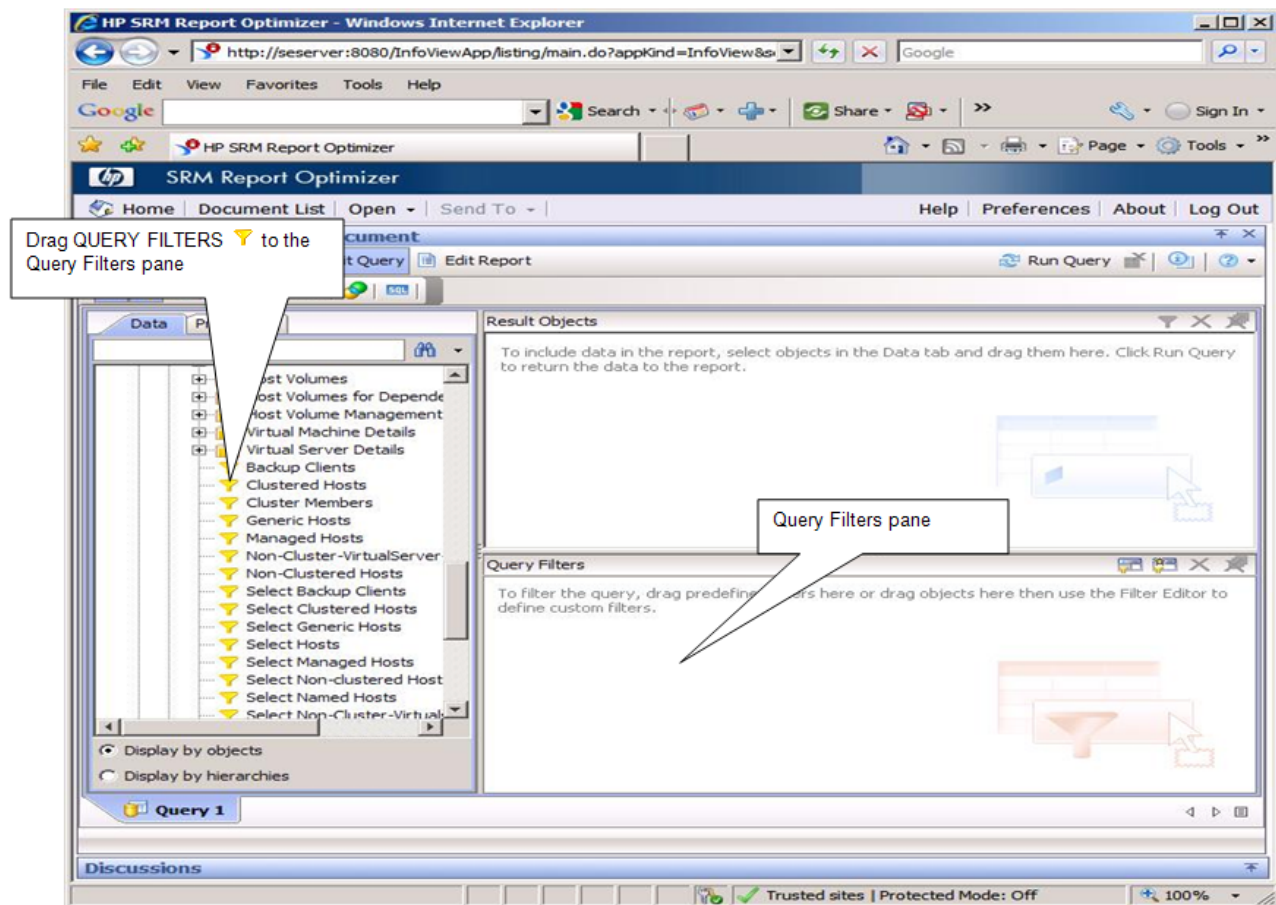 HP SRM Report Optimizer - Windows Internet Explorer
http://seserver:8080/InfoViewApp/listing/main.do?appKind=InfoView&s
Google
File Edit View Favorites Tools Help
Google Search Share >> Sign In
HP SRM Report Optimizer Page Tools >>
hp SRM Report Optimizer
Home Document List Open Send To Help Preferences About Log Out
Drag QUERY FILTERS to the
Query Filters pane
cument
t Query Edit Report Run Query
SQL
Data P
Result Objects
To include data in the report, select objects in the Data tab and drag them here. Click Run Query
to return the data to the report.
ost Volumes
ost Volumes for Depende
Host Volume Management
Virtual Machine Details
Virtual Server Details
Backup Clients
Clustered Hosts
Cluster Members
Generic Hosts
Managed Hosts
Non-Cluster-VirtualServer
Non-Clustered Hosts
Select Backup Clients
Select Clustered Hosts
Select Generic Hosts
Select Hosts
Select Managed Hosts
Select Non-clustered Host
Select Named Hosts
Select Non-Cluster-Virtual
Query Filters pane
Query Filters
To filter the query, drag predefine ers here or drag objects here then use the Filter Editor to
define custom filters.
Display by objects
Display by hierarchies
Query 1
Discussions
Trusted sites | Protected Mode: Off 100%